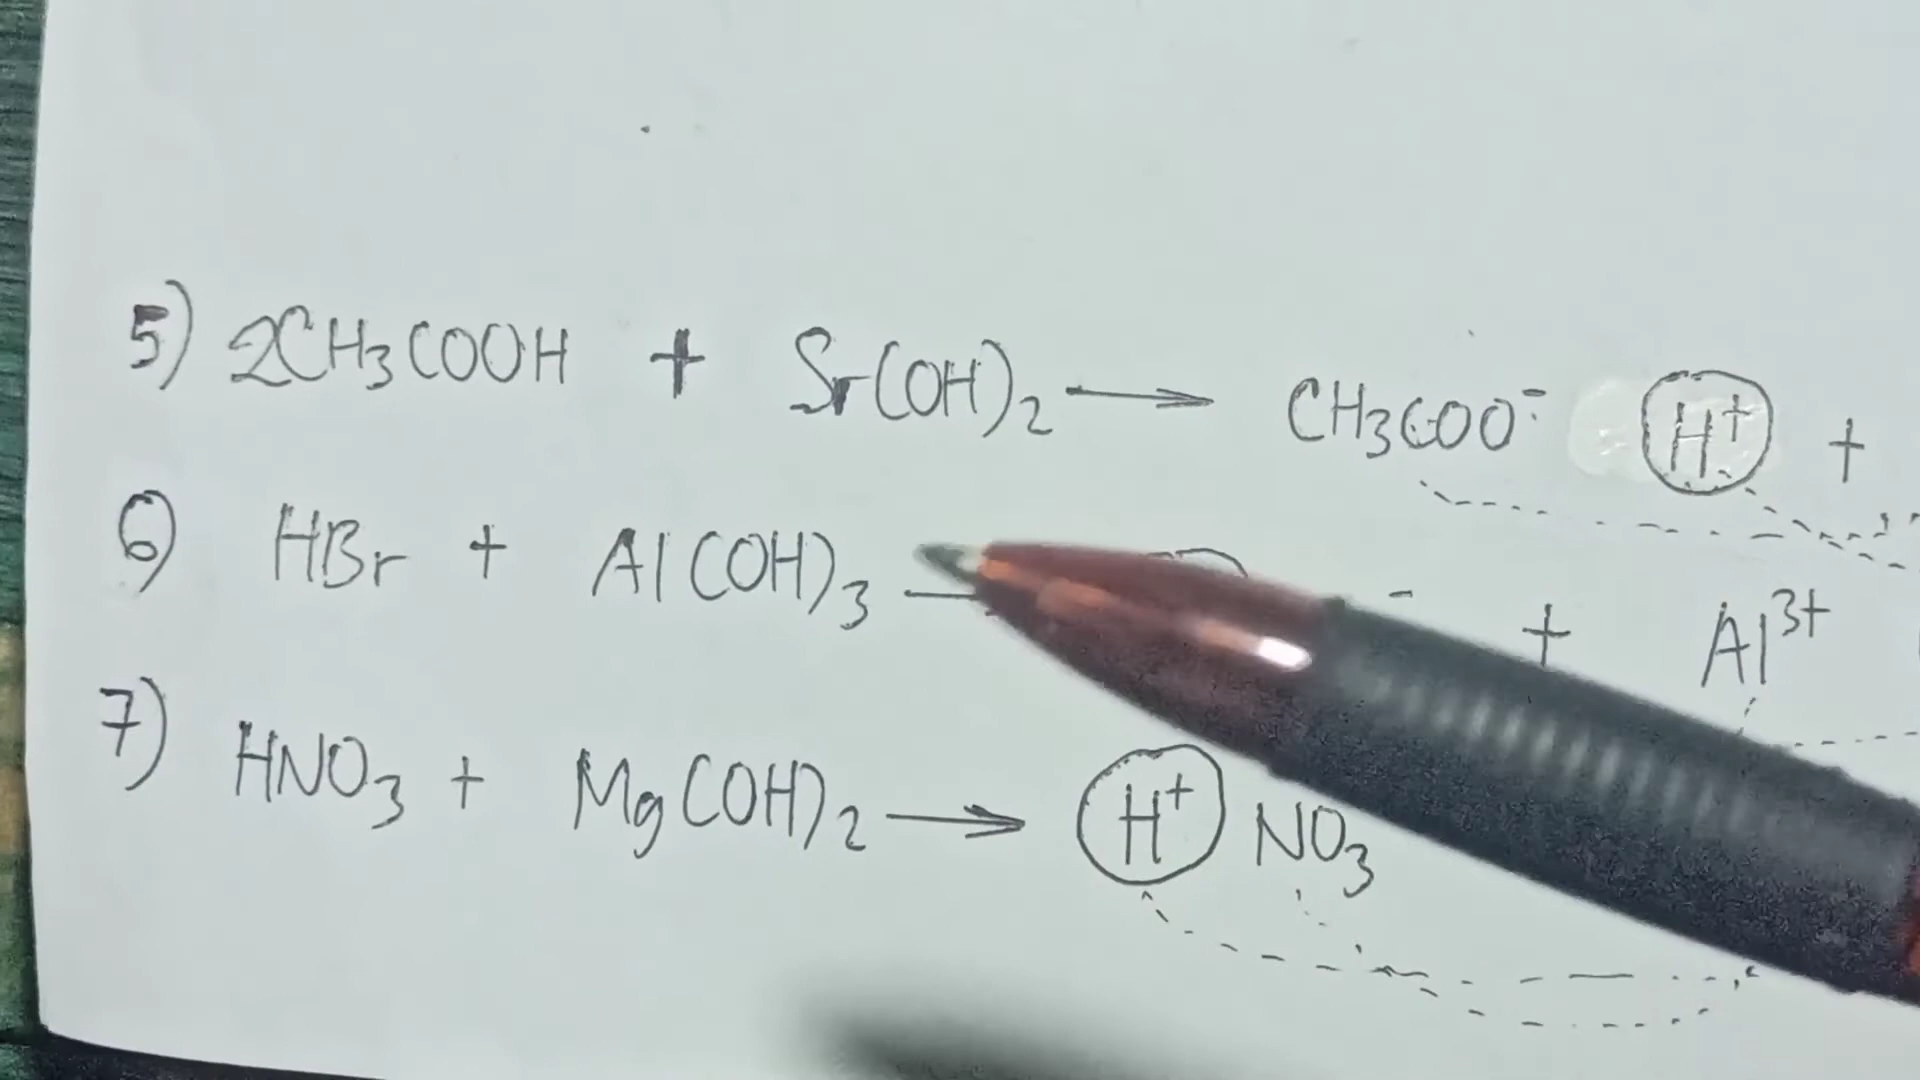 5) 2CH3COOH + Sr(OH)2 → CH3COO⁻ H⁺ +
6) HBr + Al(OH)3 ⁻ + Al³⁺
7) HNO3 + Mg(OH)2 → H⁺ NO3